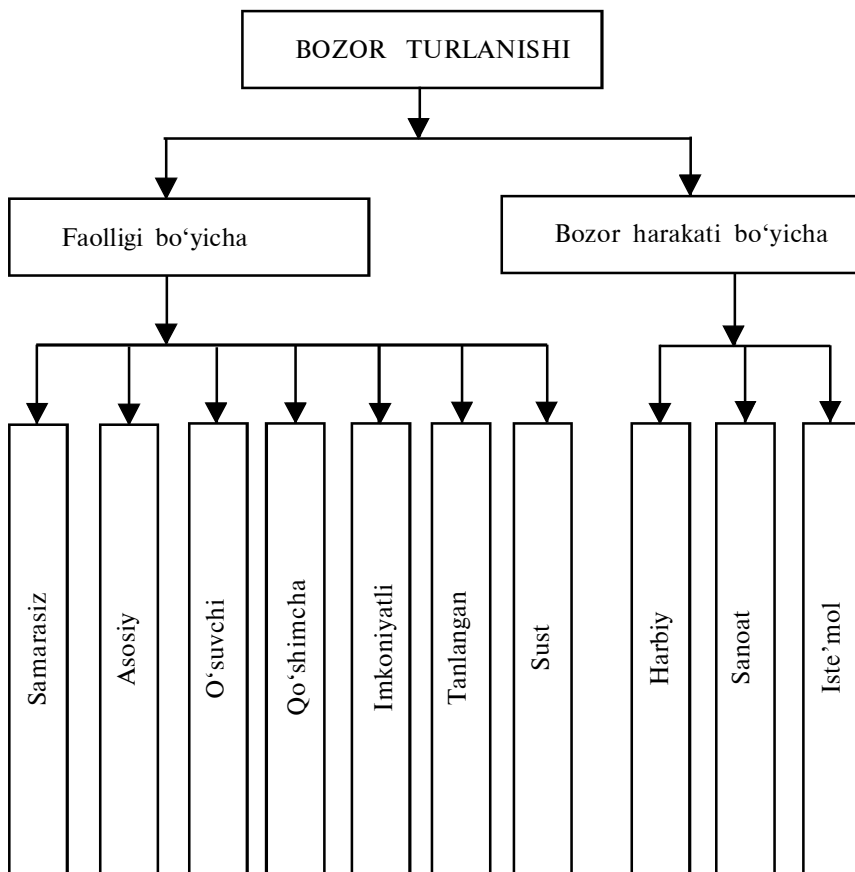 BOZOR TURLANISHI
Faolligi bo‘yicha
Bozor harakati bo‘yicha
Samarasiz
Asosiy
O‘suvchi
Qo‘shimcha
Imkoniyatli
Tanlangan
Sust
Harbiy
Sanoat
Iste’mol